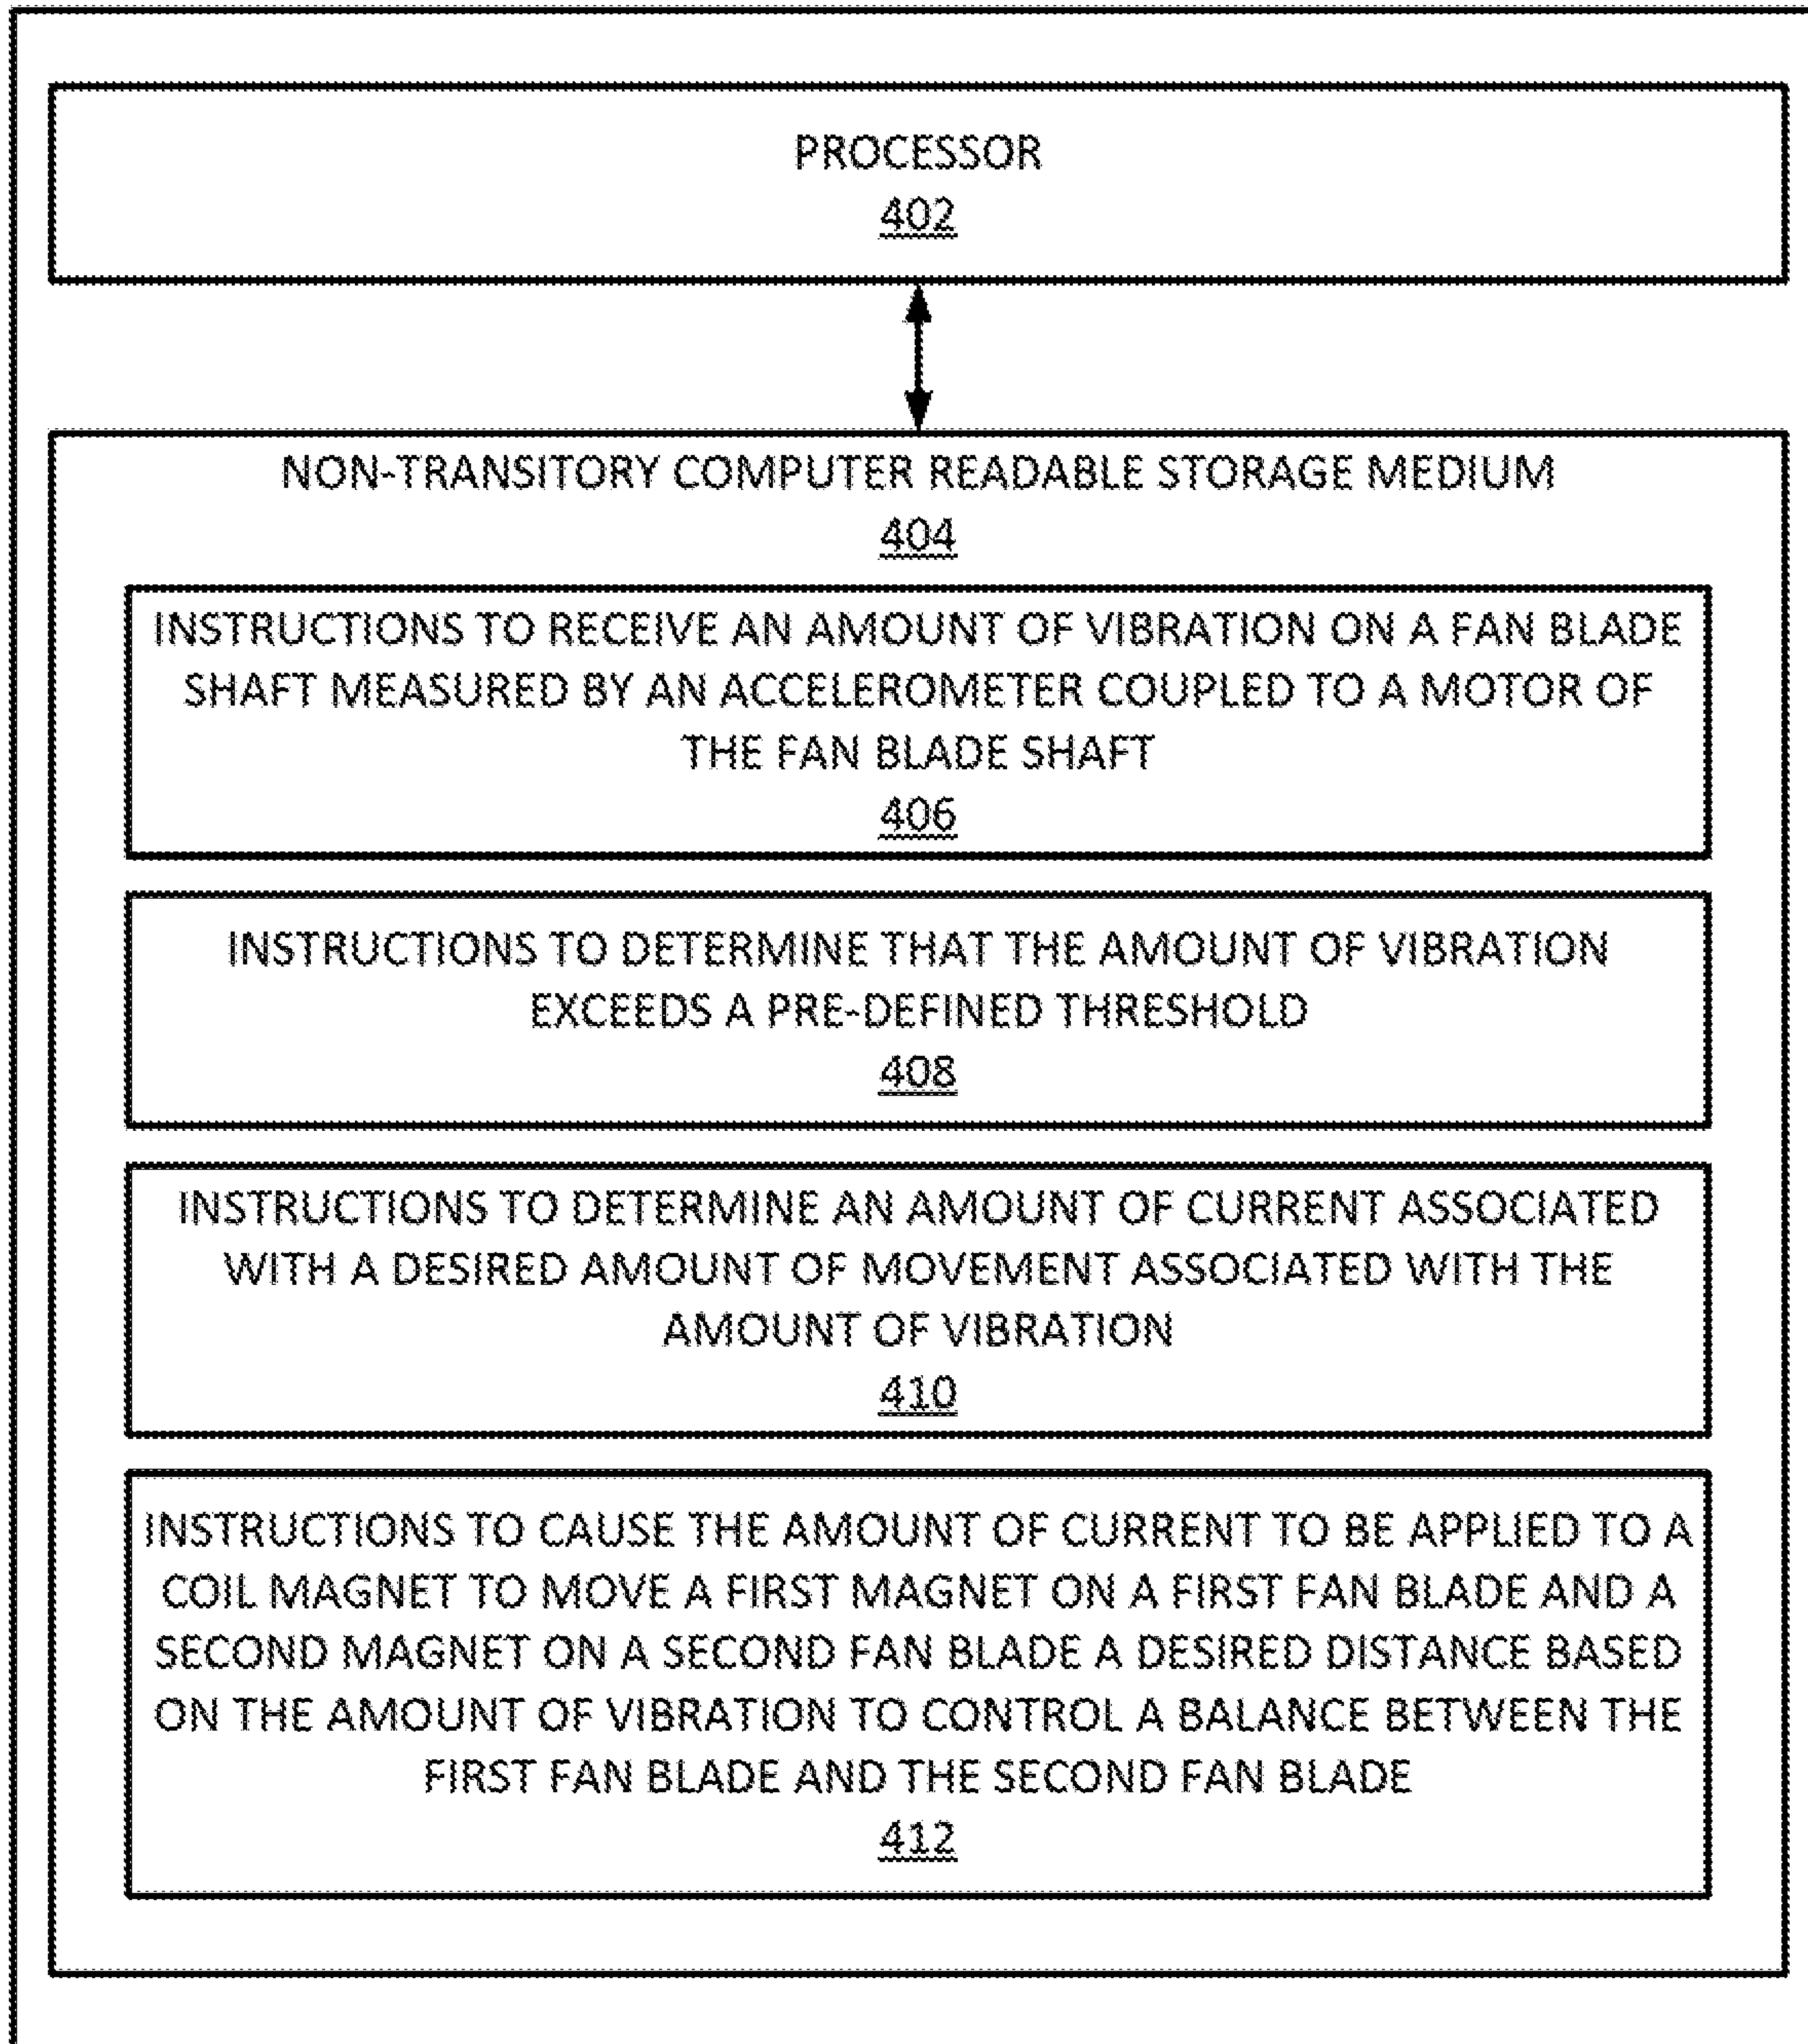 PROCESSOR
402
NON-TRANSITORY COMPUTER READABLE STORAGE MEDIUM
404
INSTRUCTIONS TO RECEIVE AN AMOUNT OF VIBRATION ON A FAN BLADE
SHAFT MEASURED BY AN ACCELEROMETER COUPLED TO A MOTOR OF
THE FAN BLADE SHAFT
406
INSTRUCTIONS TO DETERMINE THAT THE AMOUNT OF VIBRATION
EXCEEDS A PRE-DEFINED THRESHOLD
408
INSTRUCTIONS TO DETERMINE AN AMOUNT OF CURRENT ASSOCIATED
WITH A DESIRED AMOUNT OF MOVEMENT ASSOCIATED WITH THE
AMOUNT OF VIBRATION
410
INSTRUCTIONS TO CAUSE THE AMOUNT OF CURRENT TO BE APPLIED TO A
COIL MAGNET TO MOVE A FIRST MAGNET ON A FIRST FAN BLADE AND A
SECOND MAGNET ON A SECOND FAN BLADE A DESIRED DISTANCE BASED
ON THE AMOUNT OF VIBRATION TO CONTROL A BALANCE BETWEEN THE
FIRST FAN BLADE AND THE SECOND FAN BLADE
412